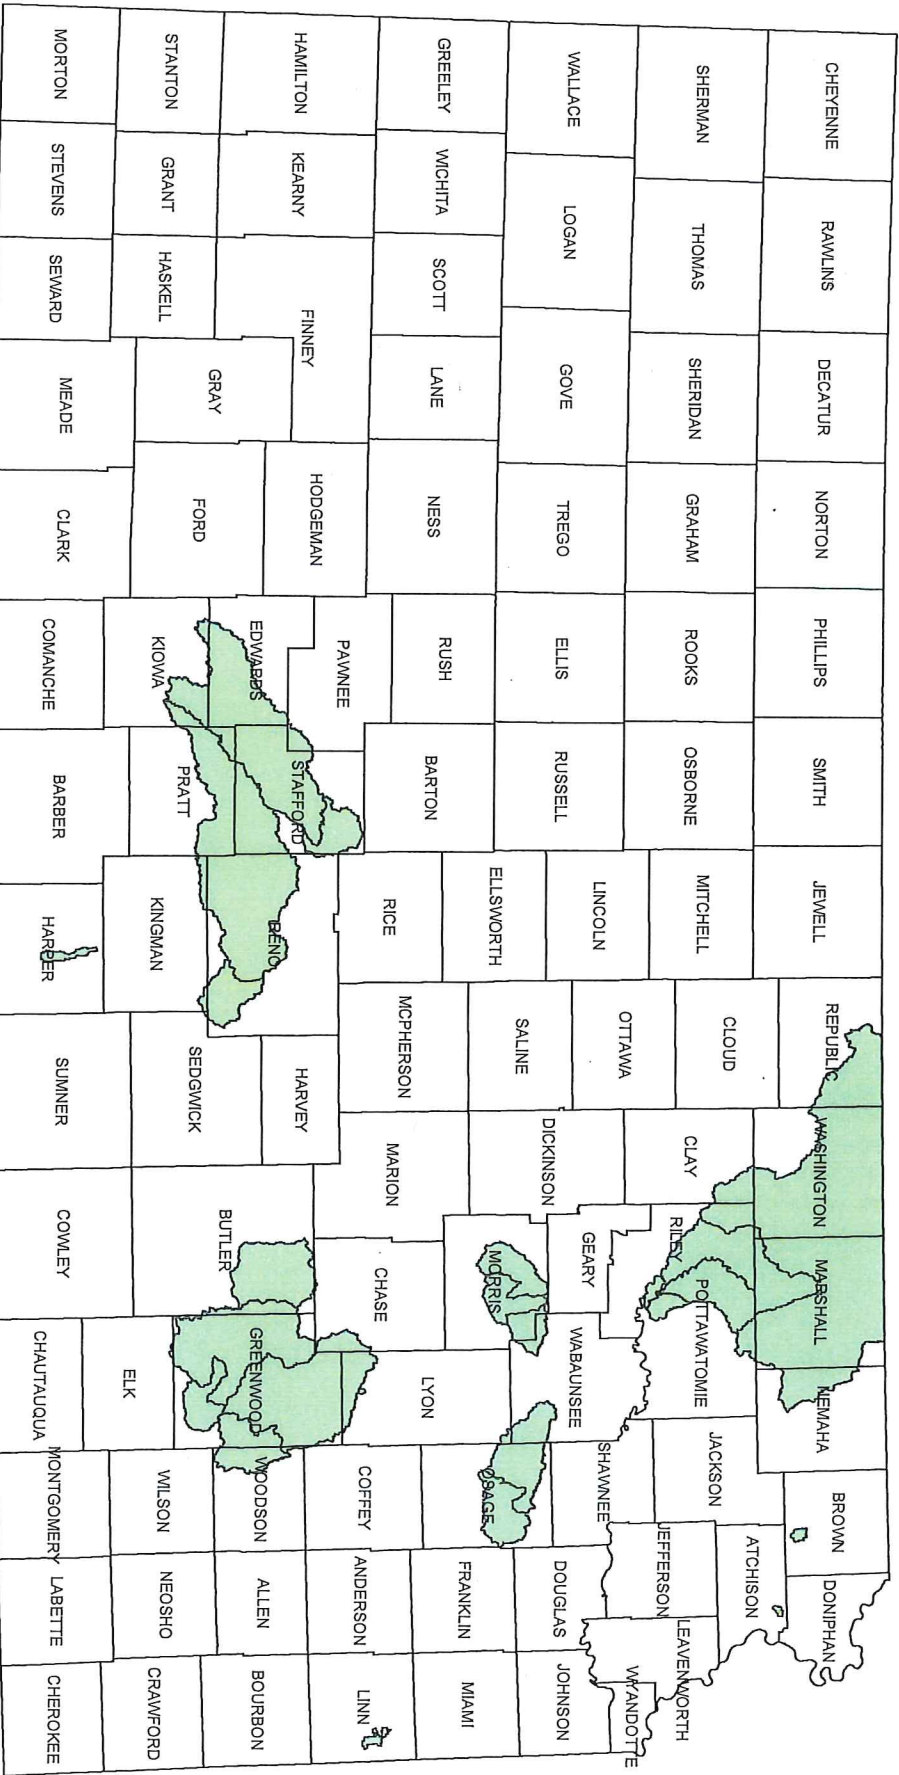 CHEYENNE
RAWLINS
DECATUR
NORTON
PHILLIPS
SMITH
JEWELL
REPUBLIC
WASHINGTON
MARSHALL
NEMAHA
BROWN
DONIPHAN
SHERMAN
THOMAS
SHERIDAN
GRAHAM
ROOKS
OSBORNE
MITCHELL
CLOUD
CLAY
RILEY
POTTAWATOMIE
JACKSON
ATCHISON
JEFFERSON
LEAVENWORTH
WYANDOTTE
WALLACE
LOGAN
GOVE
TREGO
ELLIS
RUSSELL
LINCOLN
OTTAWA
DICKINSON
GEARY
WABAUNSEE
SHAWNEE
DOUGLAS
JOHNSON
GREELEY
WICHITA
SCOTT
LANE
NESS
RUSH
BARTON
ELLSWORTH
SALINE
MORRIS
OSAGE
FRANKLIN
MIAMI
HAMILTON
KEARNY
FINNEY
HODGEMAN
PAWNEE
RICE
MCPHERSON
MARION
CHASE
LYON
COFFEY
ANDERSON
LINN
STANTON
GRANT
HASKELL
GRAY
FORD
EDWARDS
STAFFORD
RENO
HARVEY
BUTLER
GREENWOOD
WOODSON
ALLEN
BOURBON
KIOWA
PRATT
KINGMAN
SEDGWICK
ELK
WILSON
NEOSHO
CRAWFORD
MORTON
STEVENS
SEWARD
MEADE
CLARK
COMANCHE
BARBER
HARPER
SUMNER
COWLEY
CHAUTAUQUA
MONTGOMERY
LABETTE
CHEROKEE